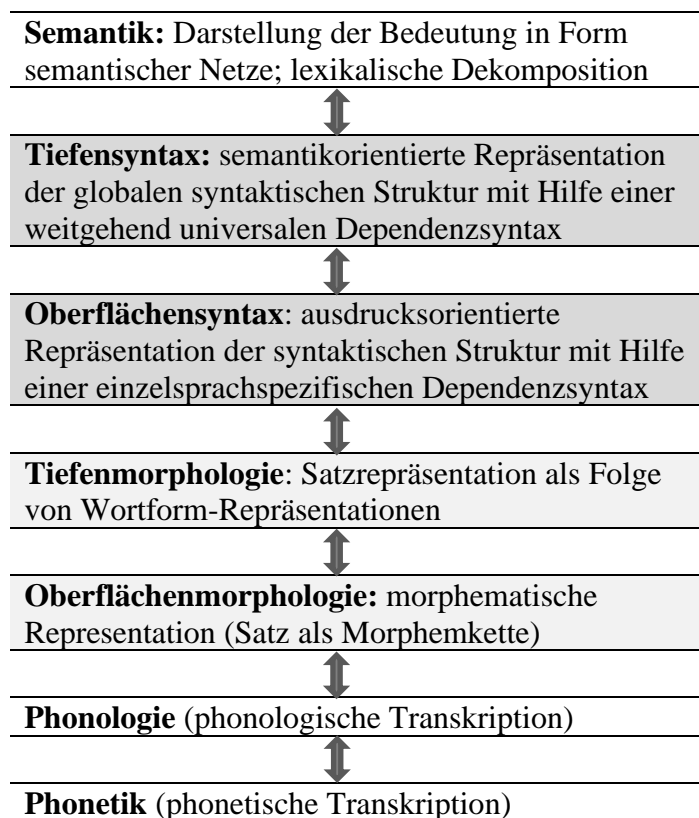 Semantik: Darstellung der Bedeutung in Form
semantischer Netze; lexikalische Dekomposition
Tiefensyntax: semantikorientierte Repräsentation
der globalen syntaktischen Struktur mit Hilfe einer
weitgehend universalen Dependenzsyntax
Oberflächensyntax: ausdrucksorientierte
Repräsentation der syntaktischen Struktur mit Hilfe
einer einzelsprachspezifischen Dependenzsyntax
Tiefenmorphologie: Satzrepräsentation als Folge
von Wortform-Repräsentationen
Oberflächenmorphologie: morphematische
Representation (Satz als Morphemkette)
Phonologie (phonologische Transkription)
Phonetik (phonetische Transkription)